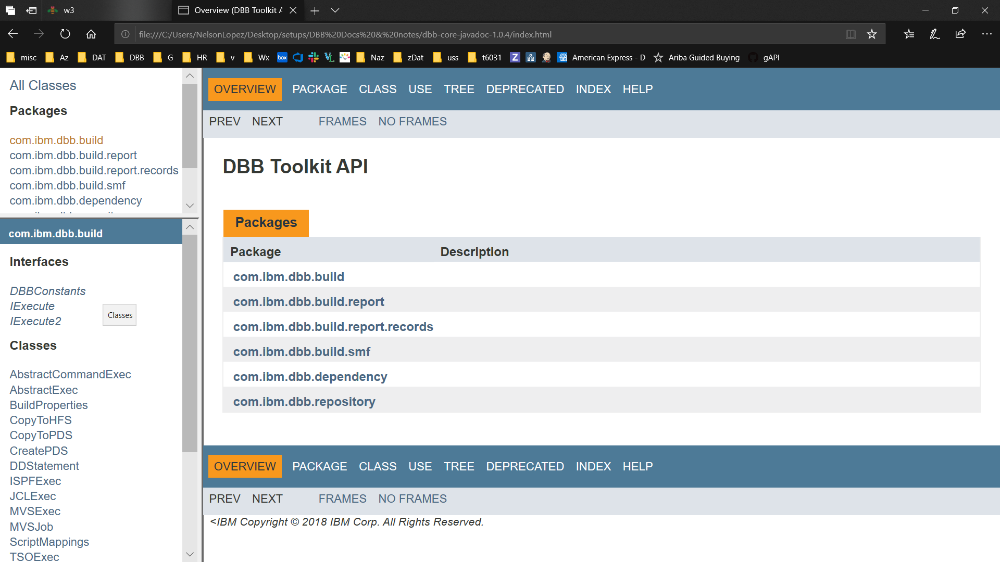 w3
Overview (DBB Toolkit A
file:///C:/Users/NelsonLopez/Desktop/setups/DBB%20Docs%20&%20notes/dbb-core-javadoc-1.0.4/index.html
misc Az DAT DBB G HR v Wx box Naz zDat uss t6031 Z AM EX American Express - D Ariba Guided Buying gAPI
All Classes
Packages
com.ibm.dbb.build
com.ibm.dbb.build.report
com.ibm.dbb.build.report.records
com.ibm.dbb.build.smf
com.ibm.dbb.dependency
com.ibm.dbb.build
Interfaces
DBBConstants
IExecute
IExecute2
Classes
Classes
AbstractCommandExec
AbstractExec
BuildProperties
CopyToHFS
CopyToPDS
CreatePDS
DDStatement
ISPFExec
JCLExec
MVSExec
MVSJob
ScriptMappings
TSOExec
OVERVIEW PACKAGE CLASS USE TREE DEPRECATED INDEX HELP
PREV NEXT FRAMES NO FRAMES
DBB Toolkit API
Packages
Package Description
com.ibm.dbb.build
com.ibm.dbb.build.report
com.ibm.dbb.build.report.records
com.ibm.dbb.build.smf
com.ibm.dbb.dependency
com.ibm.dbb.repository
OVERVIEW PACKAGE CLASS USE TREE DEPRECATED INDEX HELP
PREV NEXT FRAMES NO FRAMES
<IBM Copyright © 2018 IBM Corp. All Rights Reserved.